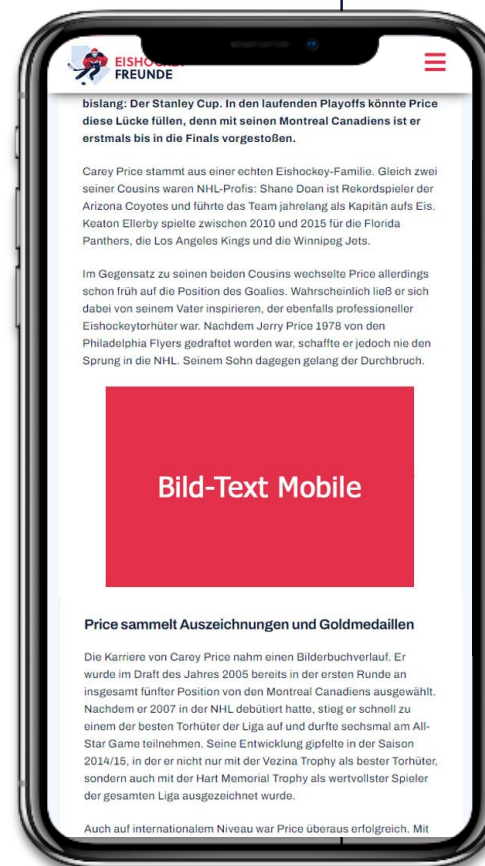 EISHO
FREUNDE
bislang: Der Stanley Cup. In den laufenden Playoffs könnte Price
diese Lücke füllen, denn mit seinen Montreal Canadiens ist er
erstmals bis in die Finals vorgestoßen.
Carey Price stammt aus einer echten Eishockey-Familie. Gleich zwei
seiner Cousins waren NHL-Profis: Shane Doan ist Rekordspieler der
Arizona Coyotes und führte das Team jahrelang als Kapitän aufs Eis.
Keaton Ellerby spielte zwischen 2010 und 2015 für die Florida
Panthers, die Los Angeles Kings und die Winnipeg Jets.
Im Gegensatz zu seinen beiden Cousins wechselte Price allerdings
schon früh auf die Position des Goalies. Wahrscheinlich ließ er sich
dabei von seinem Vater inspirieren, der ebenfalls professioneller
Eishockeytorhüter war. Nachdem Jerry Price 1978 von den
Philadelphia Flyers gedraftet worden war, schaffte er jedoch nie den
Sprung in die NHL. Seinem Sohn dagegen gelang der Durchbruch.
Bild-Text Mobile
Price sammelt Auszeichnungen und Goldmedaillen
Die Karriere von Carey Price nahm einen Bilderbuchverlauf. Er
wurde im Draft des Jahres 2005 bereits in der ersten Runde an
insgesamt fünfter Position von den Montreal Canadiens ausgewählt.
Nachdem er 2007 in der NHL debütiert hatte, stieg er schnell zu
einem der besten Torhüter der Liga auf und durfte sechsmal am All-
Star Game teilnehmen. Seine Entwicklung gipfelte in der Saison
2014/15, in der er nicht nur mit der Vezina Trophy als bester Torhüter,
sondern auch mit der Hart Memorial Trophy als wertvollster Spieler
der gesamten Liga ausgezeichnet wurde.
Auch auf internationalem Niveau war Price überaus erfolgreich. Mit